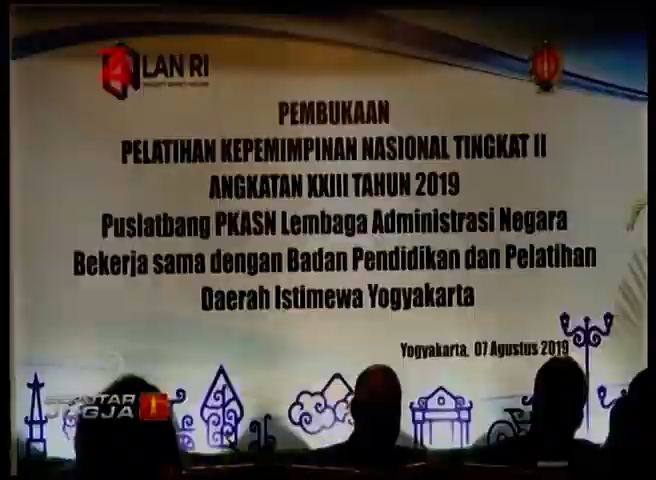 LAN RI
PEMBUKAAN
PELATIHAN KEPEMIMPINAN NASIONAL TINGKAT II
ANGKATAN XXIII TAHUN 2019
Puslatbang PKASN Lembaga Administrasi Negara
Bekerja sama dengan Badan Pendidikan dan Pelatihan
Daerah Istimewa Yogyakarta
Yogyakarta, 07 Agustus 2019
SEPUTAR
JOGJA